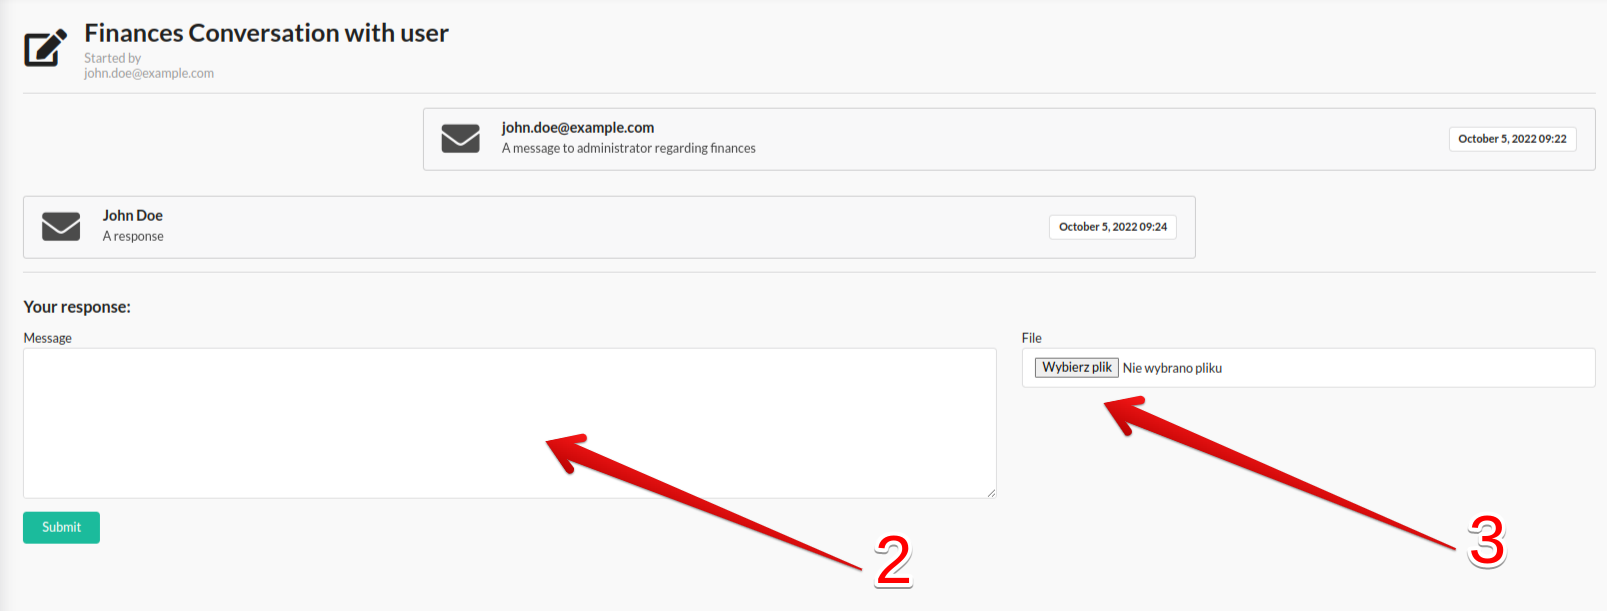 Finances Conversation with user
Started by
john.doe@example.com
john.doe@example.com
A message to administrator regarding finances
October 5, 2022 09:22
John Doe
A response
October 5, 2022 09:24
Your response:
Message
File
Wybierz plik Nie wybrano pliku
Submit
2
3